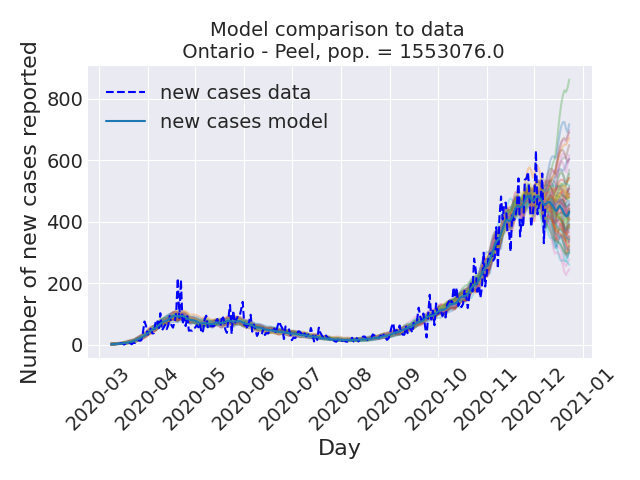 Model comparison to data
Ontario - Peel, pop. = 1553076.0
Number of new cases reported
800
600
400
200
0
new cases data
new cases model
2020-03
2020-04
2020-05
2020-06
2020-07
2020-08
2020-09
2020-10
2020-11
2020-12
2021-01
Day